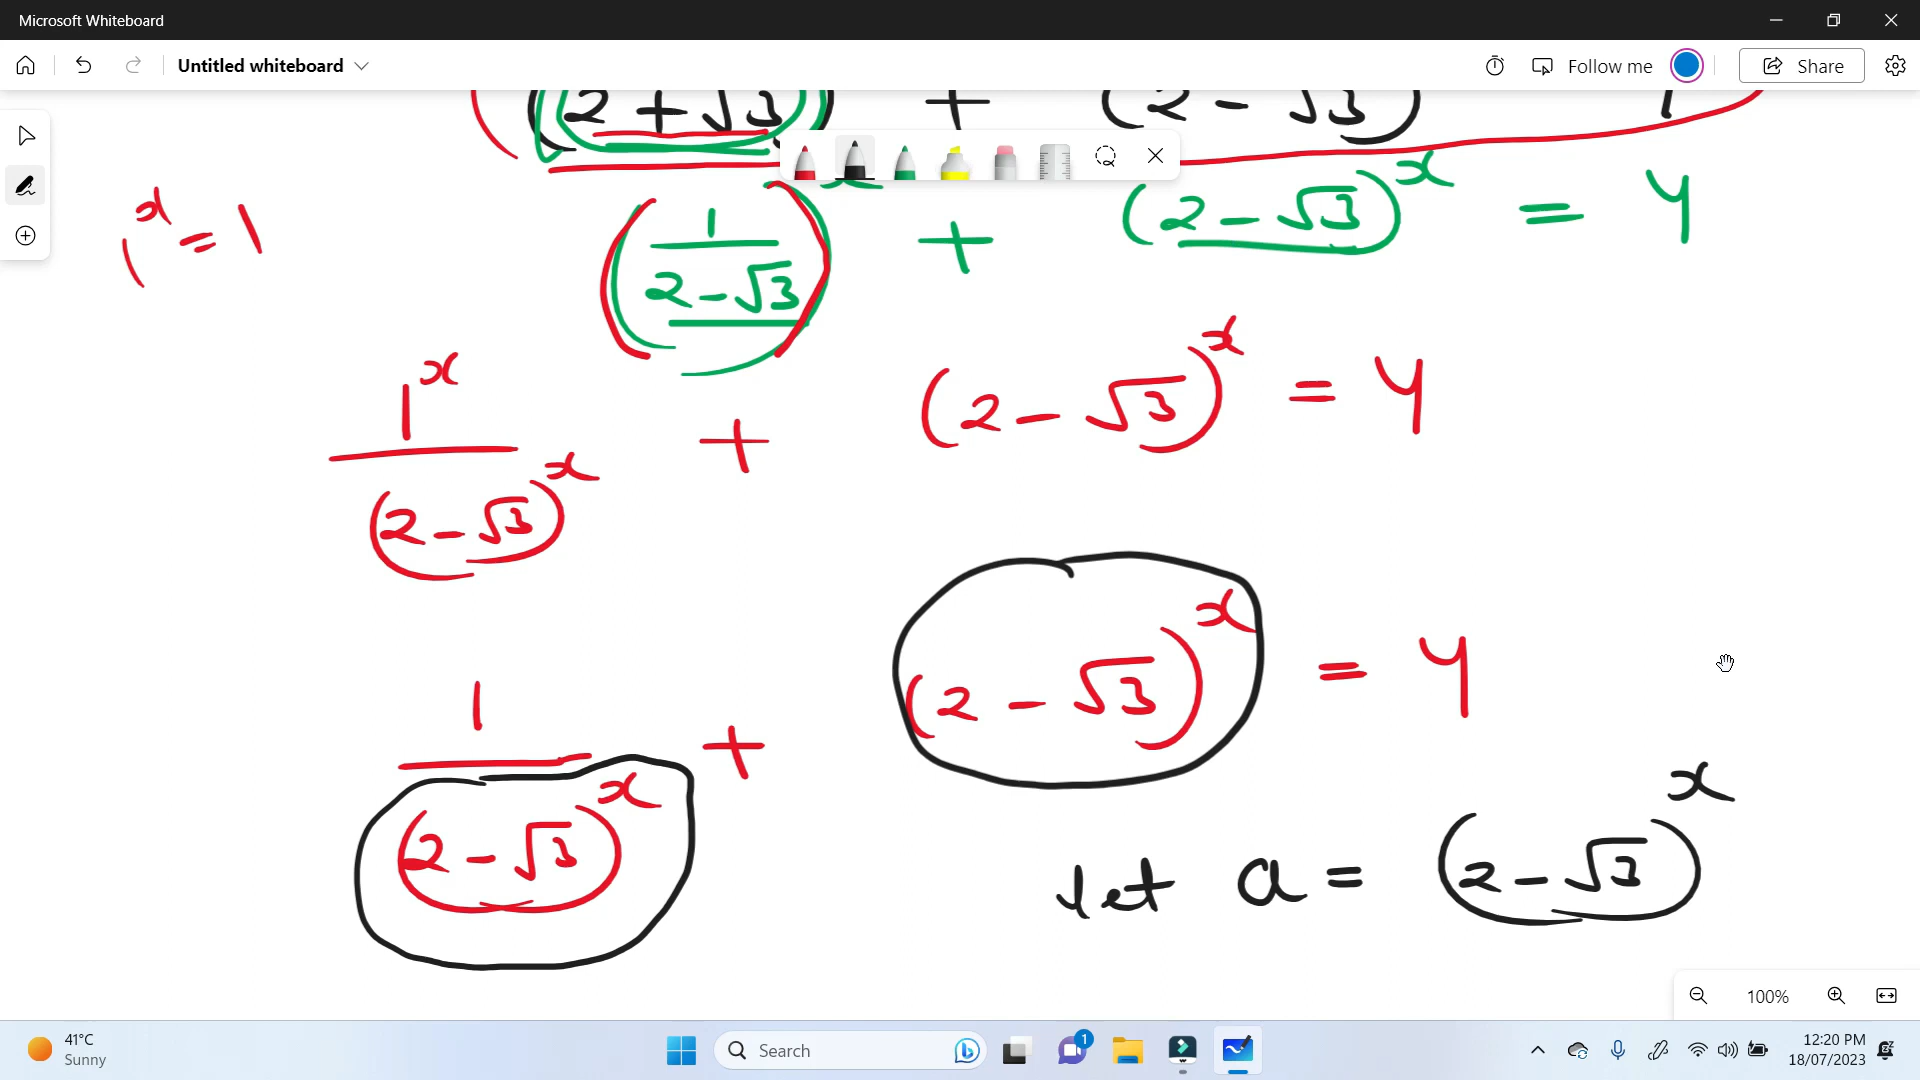 Microsoft Whiteboard
Untitled whiteboard
Follow me
Share
(2 + √3) + (2 - √3)
1^x = 1
(1/(2 - √3))^x + (2 - √3)^x = 4
1^x/(2 - √3)^x + (2 - √3)^x = 4
1/(2 - √3)^x + (2 - √3)^x = 4
let a = (2 - √3)^x
100%
41°C
Sunny
Search
1
12:20 PM
18/07/2023